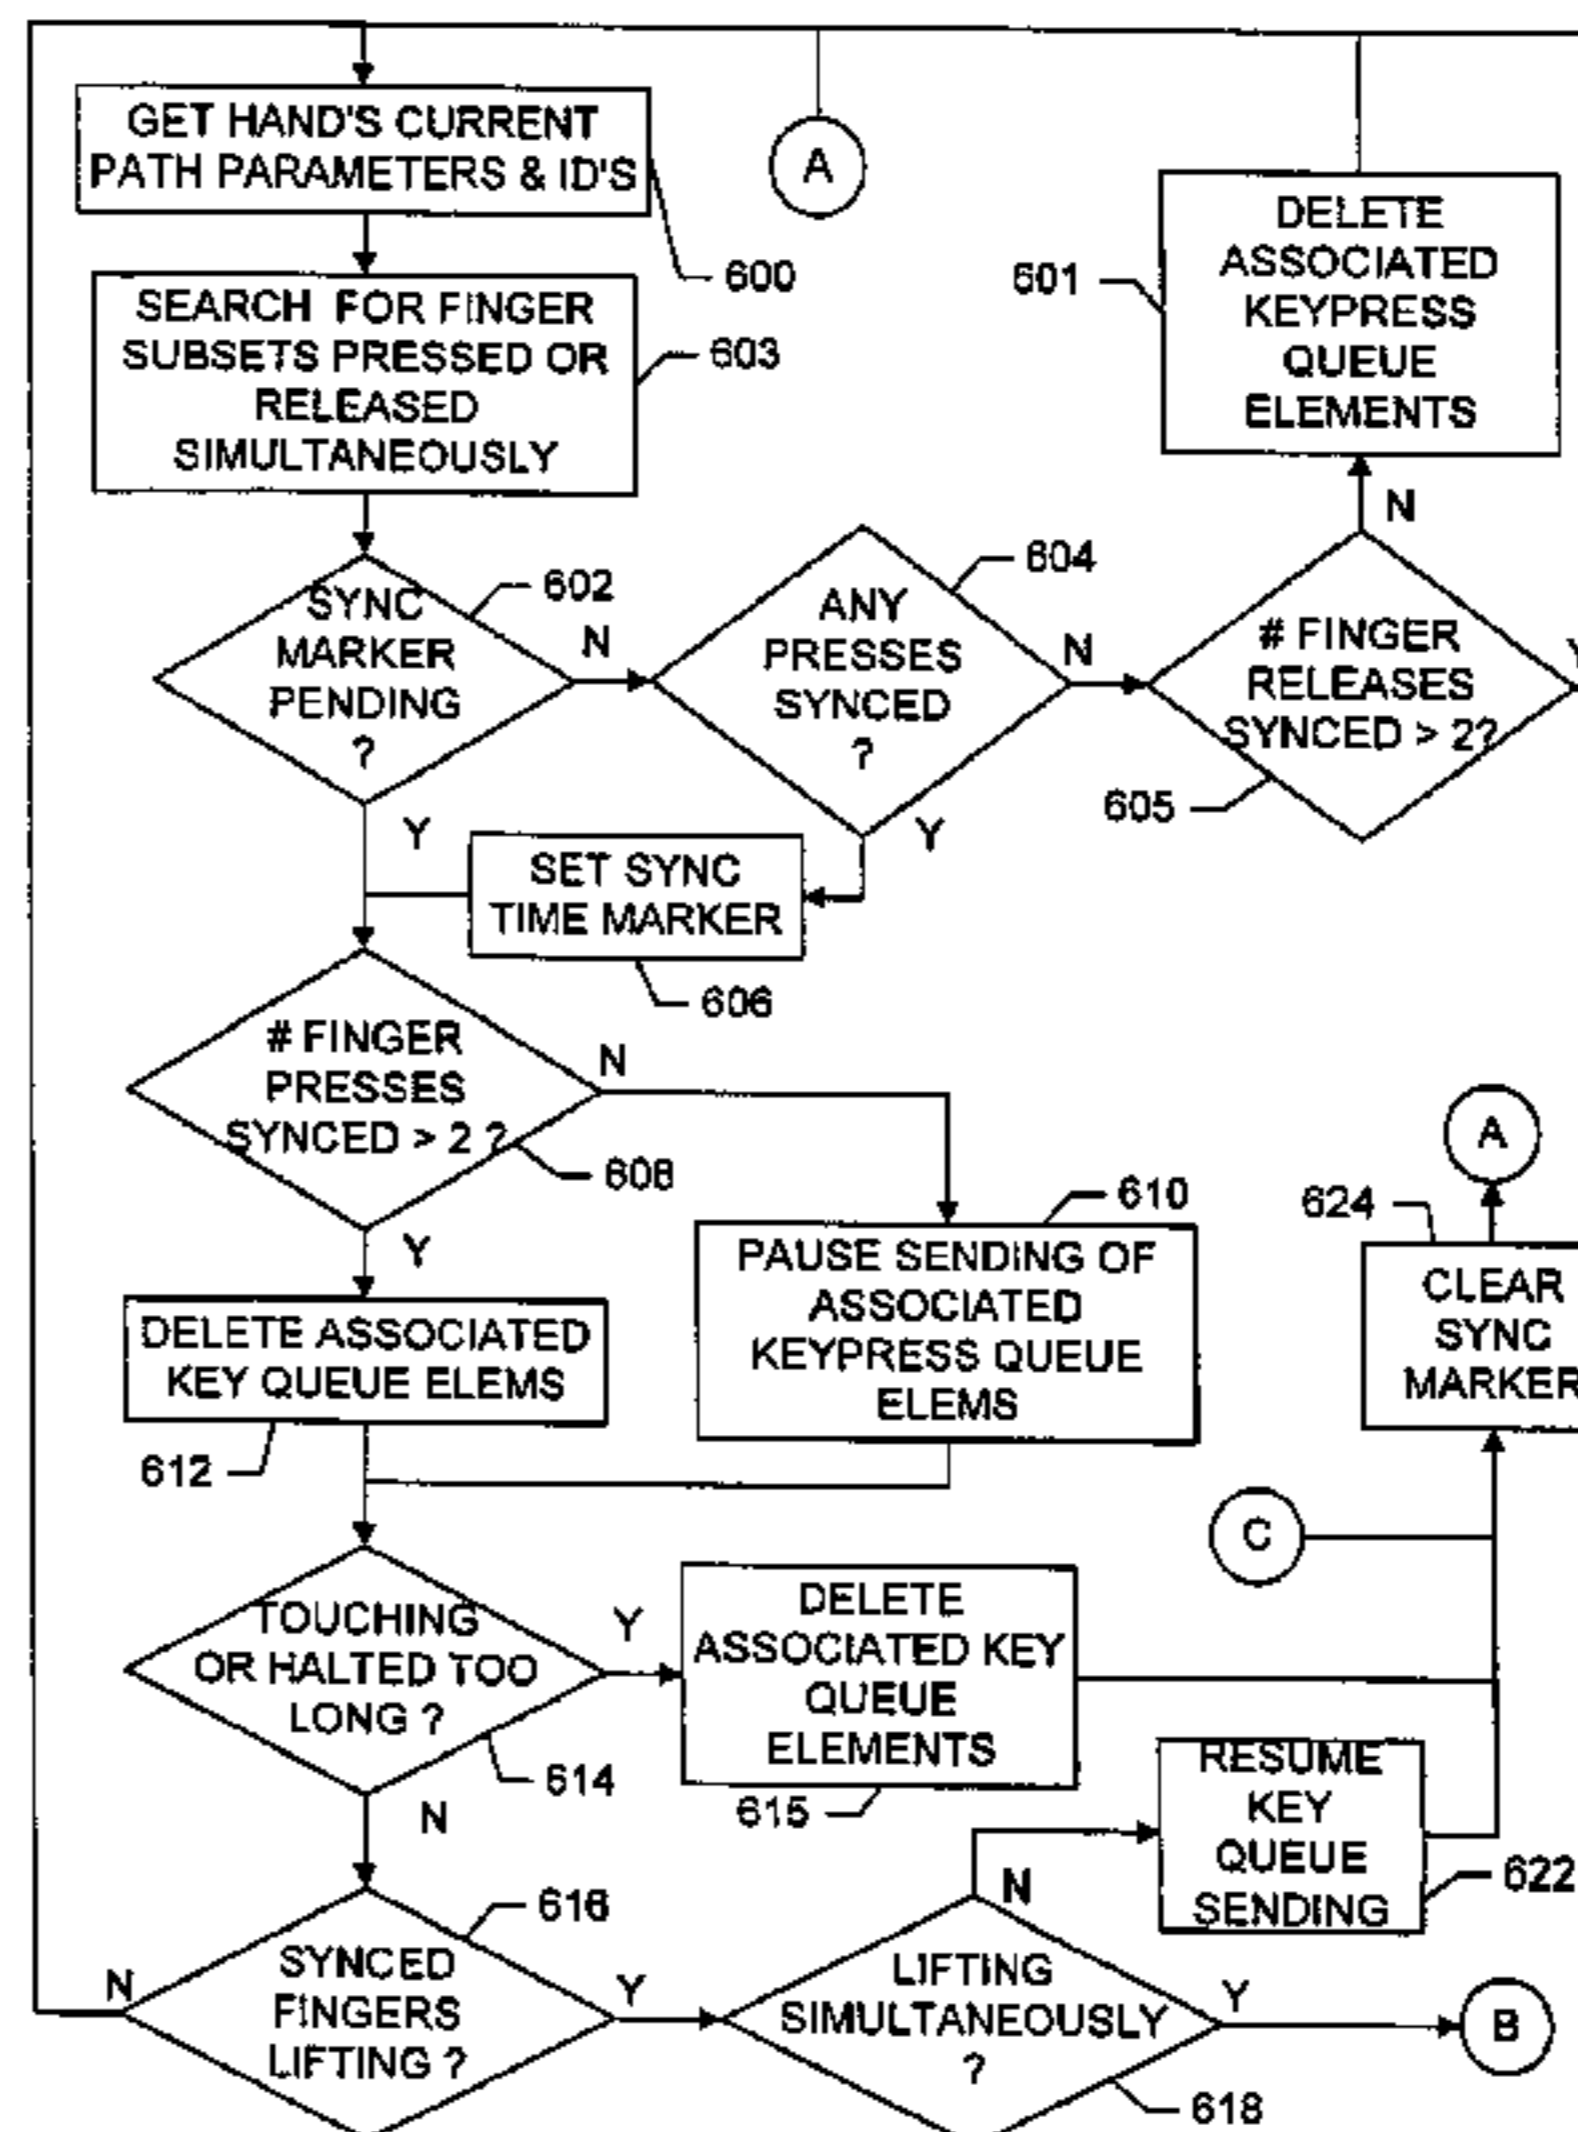 GET HAND'S CURRENT
PATH PARAMETERS & ID'S
600
A
DELETE
ASSOCIATED
KEYPRESS
QUEUE
ELEMENTS
601
SEARCH FOR FINGER
SUBSETS PRESSED OR
RELEASED
SIMULTANEOUSLY
603
N
SYNC
MARKER
PENDING
?
602
N
ANY
PRESSES
SYNCED
?
604
N
# FINGER
RELEASES
SYNCED > 2?
605
Y
Y
Y
SET SYNC
TIME MARKER
606
# FINGER
PRESSES
SYNCED > 2 ?
608
N
Y
610
PAUSE SENDING OF
ASSOCIATED
KEYPRESS QUEUE
ELEMS
A
624
CLEAR
SYNC
MARKER
DELETE ASSOCIATED
KEY QUEUE ELEMS
612
C
TOUCHING
OR HALTED TOO
LONG ?
614
Y
DELETE
ASSOCIATED KEY
QUEUE
ELEMENTS
615
N
RESUME
KEY
QUEUE
SENDING
622
616
N
SYNCED
FINGERS
LIFTING ?
Y
N
LIFTING
SIMULTANEOUSLY
?
618
Y
B